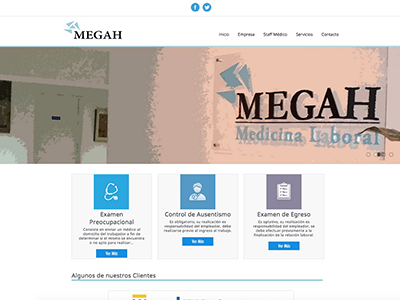 MEGAH
Inicio Empresa Staff Médico Servicios Contacto
MEGAH
Medicina Laboral
Examen
Preocupacional
Consiste en enviar un médico al
domicilio del trabajador a fin de
determinar si el mismo se encuentra
o no apto para realizar...
Ver Más
Control de Ausentismo
Es obligatorio, su realización es
responsabilidad del empleador, debe
realizarse previo al ingreso al trabajo.
Ver Más
Examen de Egreso
Es optativo, su realización es
responsabilidad del empleador, se
debe efectuar previamente a la
finalización de la relación laboral
Ver Más
Algunos de nuestros Clientes